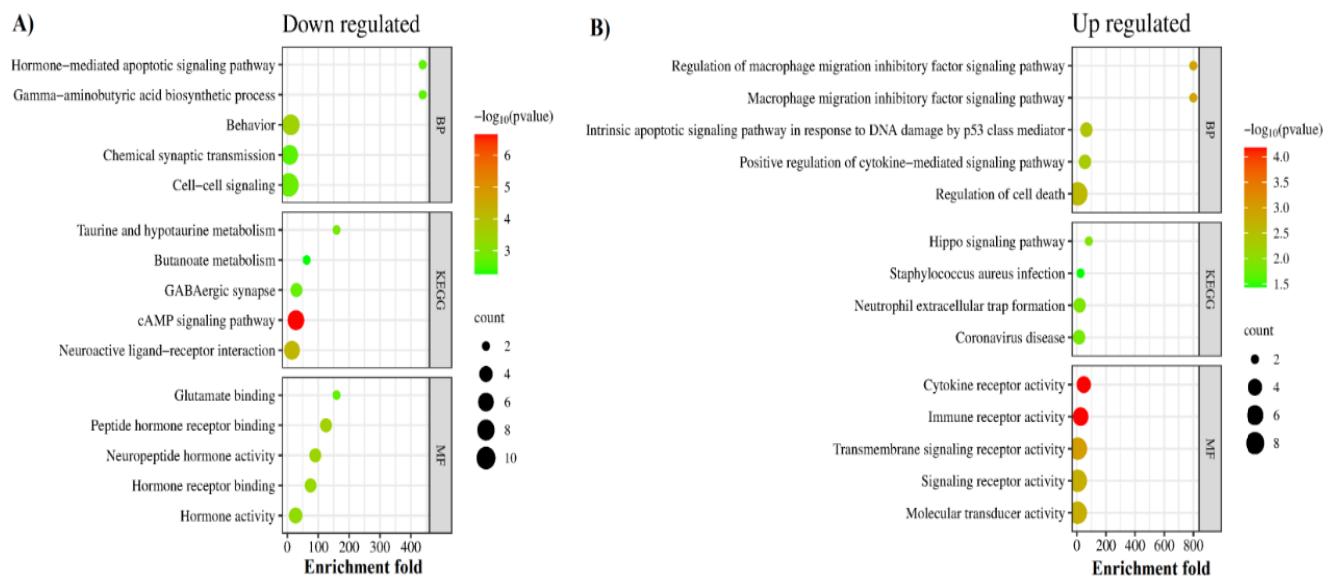 A)
Down regulated
Hormone−mediated apoptotic signaling pathway
Gamma−aminobutyric acid biosynthetic process
Behavior
Chemical synaptic transmission
Cell−cell signaling
BP
Taurine and hypotaurine metabolism
Butanoate metabolism
GABAergic synapse
cAMP signaling pathway
Neuroactive ligand−receptor interaction
KEGG
Glutamate binding
Peptide hormone receptor binding
Neuropeptide hormone activity
Hormone receptor binding
Hormone activity
MF
0 100 200 300 400
Enrichment fold
−log10(pvalue)
6
5
4
3
count
2
4
6
8
10
B)
Up regulated
Regulation of macrophage migration inhibitory factor signaling pathway
Macrophage migration inhibitory factor signaling pathway
Intrinsic apoptotic signaling pathway in response to DNA damage by p53 class mediator
Positive regulation of cytokine−mediated signaling pathway
Regulation of cell death
BP
Hippo signaling pathway
Staphylococcus aureus infection
Neutrophil extracellular trap formation
Coronavirus disease
KEGG
Cytokine receptor activity
Immune receptor activity
Transmembrane signaling receptor activity
Signaling receptor activity
Molecular transducer activity
MF
0 200 400 600 800
Enrichment fold
−log10(pvalue)
4.0
3.5
3.0
2.5
2.0
1.5
count
2
4
6
8